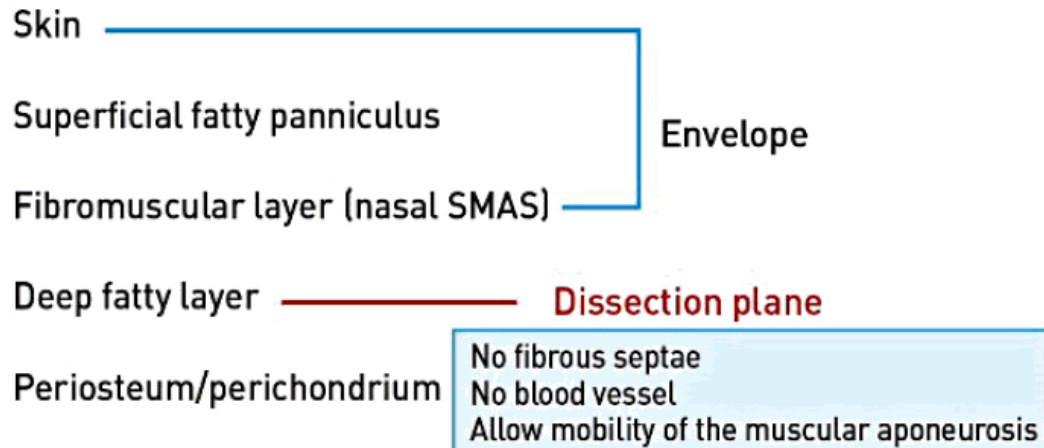 Skin
Superficial fatty panniculus
Envelope
Fibromuscular layer (nasal SMAS)
Deep fatty layer
Dissection plane
Periosteum/perichondrium
No fibrous septae
No blood vessel
Allow mobility of the muscular aponeurosis